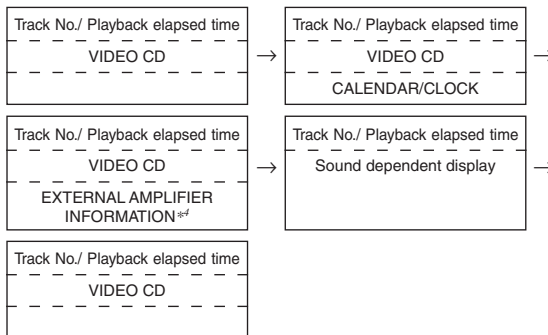 Track No./ Playback elapsed time
VIDEO CD
→
Track No./ Playback elapsed time
VIDEO CD
CALENDAR/CLOCK
→
Track No./ Playback elapsed time
VIDEO CD
EXTERNAL AMPLIFIER
INFORMATION*4
→
Track No./ Playback elapsed time
Sound dependent display
→
Track No./ Playback elapsed time
VIDEO CD